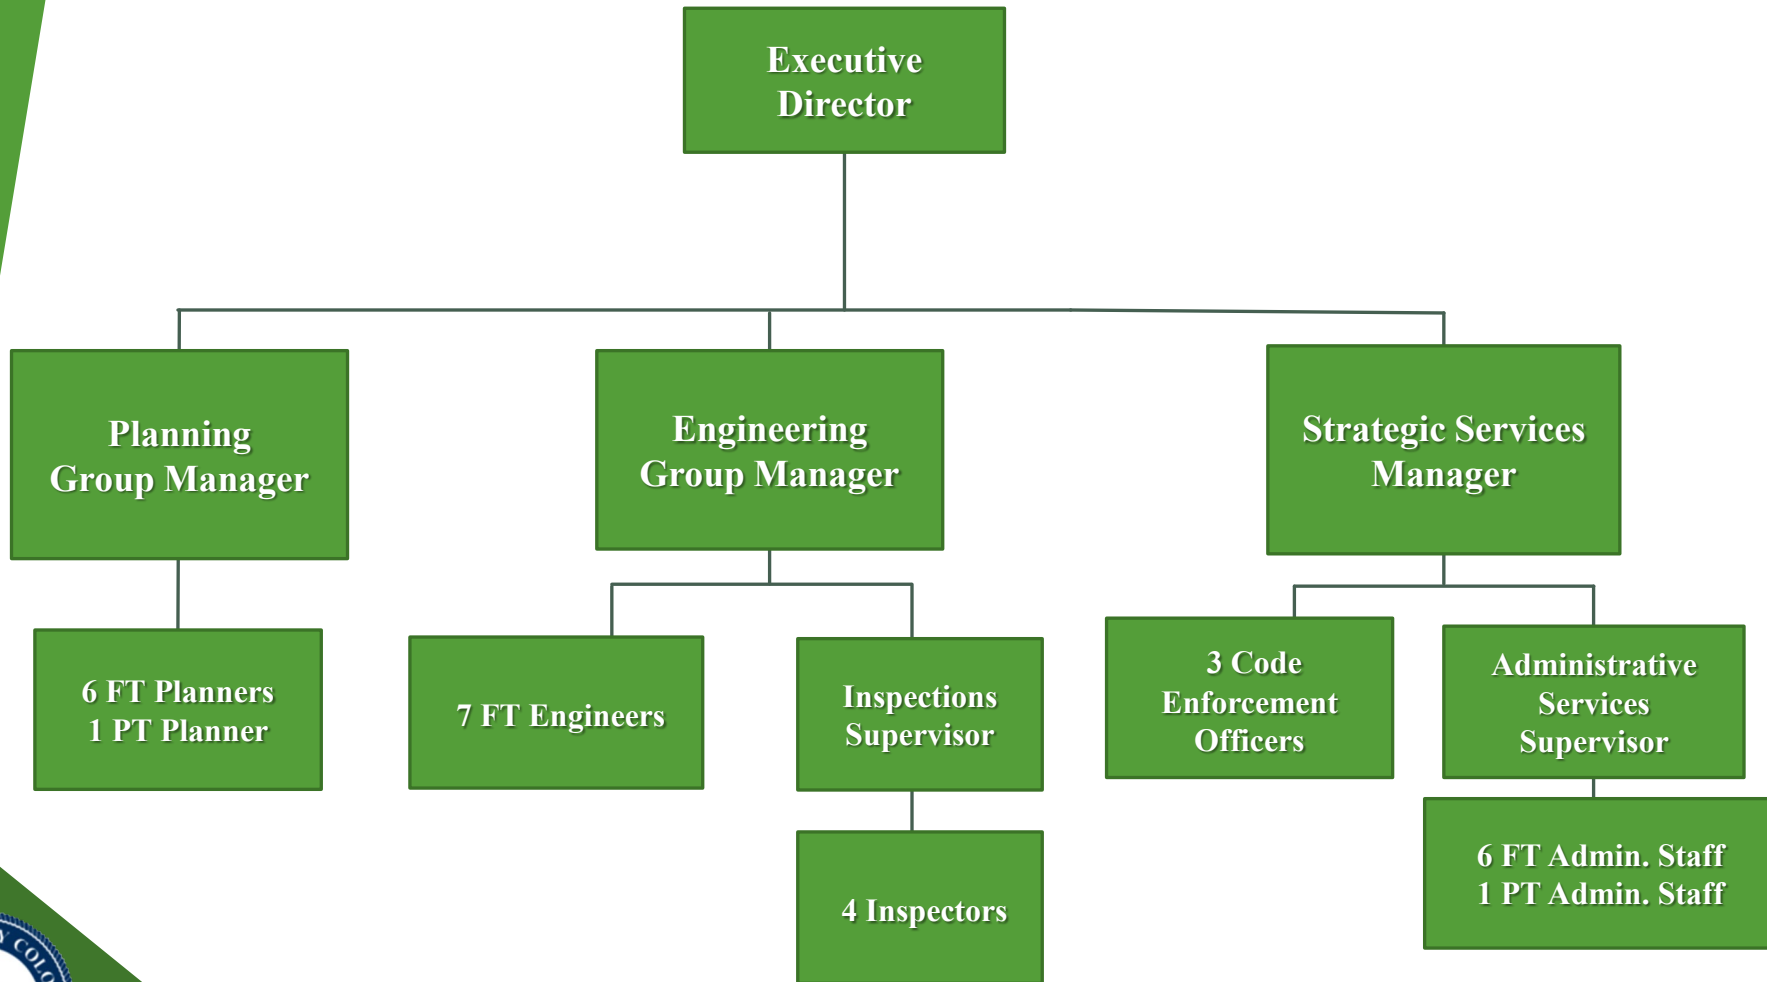 Executive
Director
Planning
Group Manager
Engineering
Group Manager
Strategic Services
Manager
6 FT Planners
1 PT Planner
7 FT Engineers
Inspections
Supervisor
3 Code
Enforcement
Officers
Administrative
Services
Supervisor
4 Inspectors
6 FT Admin. Staff
1 PT Admin. Staff